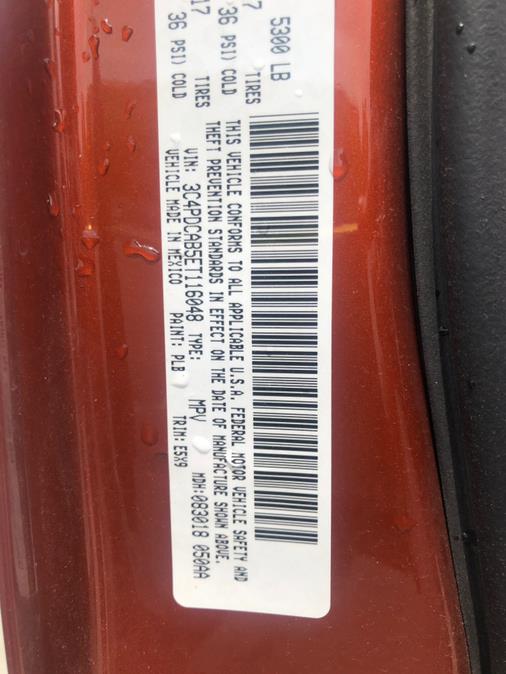 5300 LB
7 TIRES 36 PSI) COLD
17 TIRES 36 PSI) COLD
THIS VEHICLE CONFORMS TO ALL APPLICABLE U.S.A. FEDERAL MOTOR VEHICLE SAFETY AND
THEFT PREVENTION STANDARDS IN EFFECT ON THE DATE OF MANUFACTURE SHOWN ABOVE.
VIN: 3C4PDCAB5ET116048 TYPE: MPV MDH:083018 050AA
VEHICLE MADE IN MEXICO PAINT: PLB TRIM: E5X9